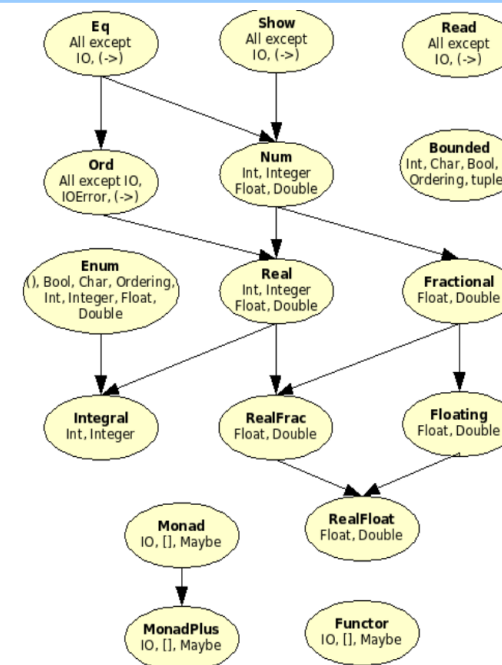 Eq
All except
IO, (->)
Show
All except
IO, (->)
Read
All except
IO, (->)
Ord
All except IO,
IOError, (->)
Num
Int, Integer
Float, Double
Bounded
Int, Char, Bool,
Ordering, tuple
Enum
(), Bool, Char, Ordering,
Int, Integer, Float,
Double
Real
Int, Integer
Float, Double
Fractional
Float, Double
Integral
Int, Integer
RealFrac
Float, Double
Floating
Float, Double
Monad
IO, [], Maybe
RealFloat
Float, Double
MonadPlus
IO, [], Maybe
Functor
IO, [], Maybe